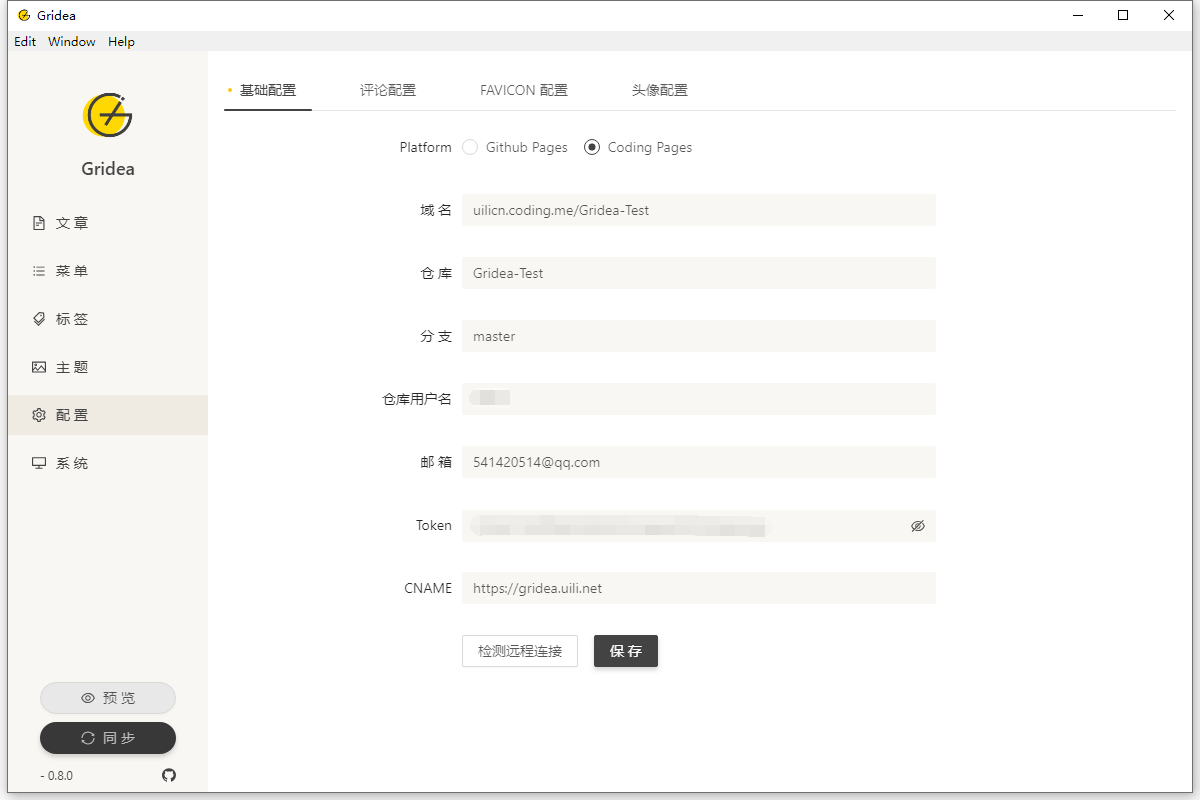 Gridea
Edit Window Help
Gridea
文章
菜单
标签
主题
配置
系统
预览
同步
- 0.8.0
基础配置 评论配置 FAVICON 配置 头像配置
Platform Github Pages Coding Pages
域名 uilicn.coding.me/Gridea-Test
仓库 Gridea-Test
分支 master
仓库用户名
邮箱 541420514@qq.com
Token
CNAME https://gridea.uili.net
检测远程连接 保存